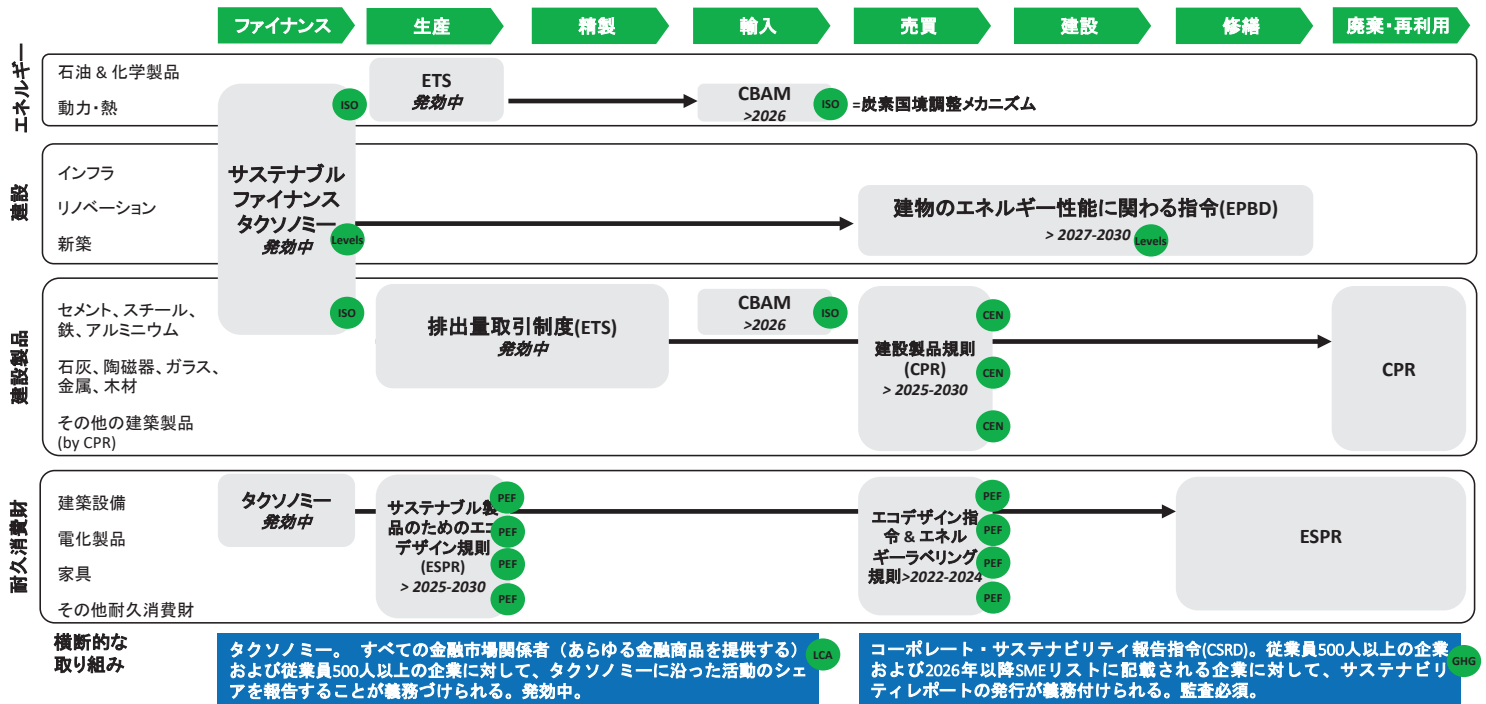 ファイナンス
生産
精製
輸入
売買
建設
修繕
廃棄・再利用
エネルギー
石油 & 化学製品
動力・熱
ISO
ETS
発効中
CBAM
>2026
ISO
=炭素国境調整メカニズム
建設
インフラ
リノベーション
新築
サステナブル
ファイナンス
タクソノミー
発効中
Levels
建物のエネルギー性能に関わる指令(EPBD)
> 2027-2030
Levels
建設製品
セメント、スチール、
鉄、アルミニウム
石灰、陶磁器、ガラス、
金属、木材
その他の建築製品
(by CPR)
ISO
排出量取引制度(ETS)
発効中
CBAM
>2026
ISO
建設製品規則
(CPR)
> 2025-2030
CEN
CEN
CEN
CPR
耐久消費財
建築設備
電化製品
家具
その他耐久消費財
タクソノミー
発効中
サステナブル製
品のためのエコ
デザイン規則
(ESPR)
> 2025-2030
PEF
PEF
PEF
PEF
エコデザイン指
令 & エネル
ギーラベリング
規則>2022-2024
PEF
PEF
PEF
PEF
ESPR
横断的な
取り組み
タクソノミー。 すべての金融市場関係者（あらゆる金融商品を提供する）
および従業員500人以上の企業に対して、タクソノミーに沿った活動のシェ
アを報告することが義務づけられる。発効中。
LCA
コーポレート・サステナビリティ報告指令(CSRD)。従業員500人以上の企業
および2026年以降SMEリストに記載される企業に対して、サステナビリ
ティレポートの発行が義務付けられる。監査必須。
GHG